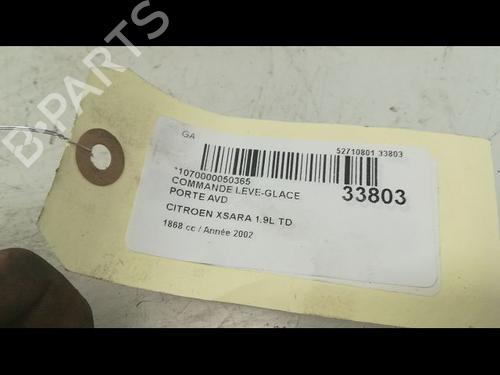 B-PARTS
GA
52710801 33803
*1070000050365
COMMANDE LEVE-GLACE
33803
PORTE AVD
CITROEN XSARA 1.9L TD
1868 cc / Année 2002